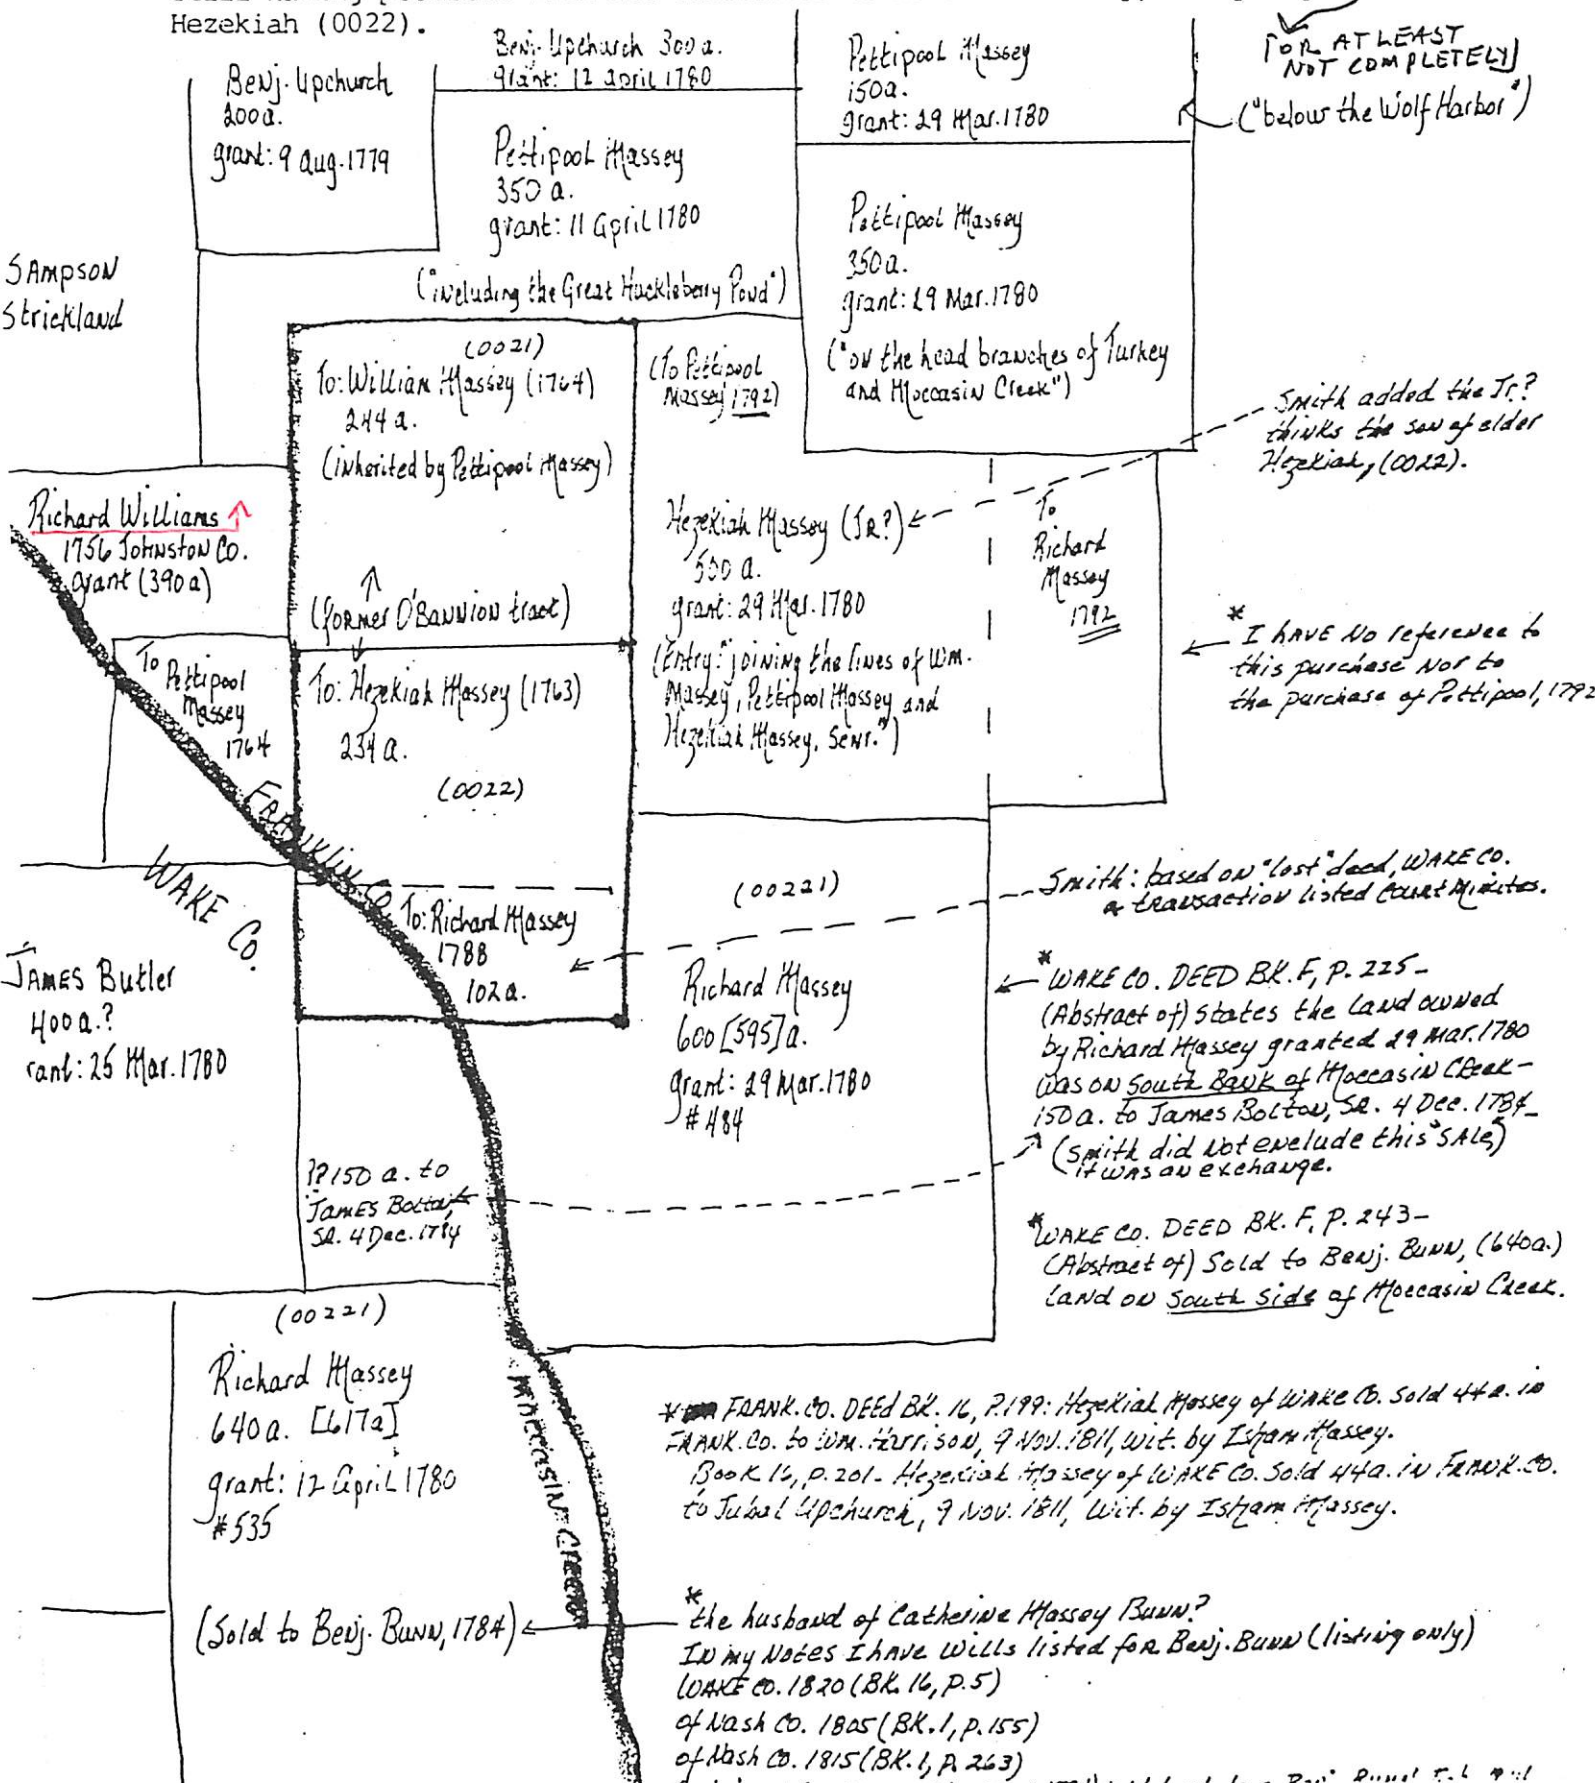 Hezekiah (0022).
Benj. Upchurch
200a.
grant: 9 Aug. 1779
Benj. Upchurch 300a.
grant: 12 April 1780
Pettipool Massey
350 a.
grant: 11 April 1780
("including the Great Huckleberry Pond")
Pettipool Massey
150a.
grant: 29 Mar. 1780
[OR AT LEAST
NOT COMPLETELY]
("below the Wolf Harbor")
Pettipool Massey
350a.
grant: 29 Mar. 1780
("on the head branches of Turkey
and Moccasin Creek")
SAMPSON
Strickland
(0021)
To: William Massey (1764)
244 a.
(inherited by Pettipool Massey)
(former O'Bannion tract)
(To Pettipool
Massey 1792)
Smith added the Jr.?
thinks the son of elder
Hezekiah, (0022).
Richard Williams ↑
1756 Johnston Co.
grant (390a)
Hezekiah Massey (JR?)
550 a.
grant: 29 Mar. 1780
(Entry: "joining the lines of Wm.
Massey, Pettipool Massey and
Hezekiah Massey, Senr.")
To
Richard
Massey
1792
* I HAVE NO reference to
this purchase NOR to
the purchase of Pettipool, 1792
To
Pettipool
Massey
1764
To: Hezekiah Massey (1763)
234 a.
(0022)
FRANKLIN CO.
WAKE CO.
To: Richard Massey
1788
102a.
(00221)
Smith: based on "lost" deed, WAKE CO.
a transaction listed Court Minutes.
JAMES Butler
400a.?
rant: 25 Mar. 1780
Richard Massey
600 [595] a.
grant: 29 Mar. 1780
#484
* WAKE CO. DEED BK. F, P. 225-
(Abstract of) States the land owned
by Richard Massey granted 29 Mar. 1780
was on South Bank of Moccasin Creek-
150a. to James Bolton, SR. 4 Dec. 1784-
(Smith did not enclude this "SALE")
it was an exchange.
?? 150 a. to
James Bolton,
SR. 4 Dec. 1784
* WAKE CO. DEED BK. F, P. 243-
(Abstract of) Sold to Benj. Bunn, (640a.)
land on South Side of Moccasin Creek.
(00221)
Richard Massey
640a. [617a]
grant: 12 April 1780
#535
MOCCASIN CREEK
* FRANK. CO. DEED BK. 16, P. 199: Hezekiah Massey of WAKE Co. Sold 44a. in
FRANK. CO. to Wm. Harrison, 9 Nov. 1811, wit. by Isham Massey.
Book 16, p. 201- Hezekiah Massey of WAKE Co. Sold 44a. in FRANK. CO.
to Jubal Upchurch, 9 Nov. 1811, wit. by Isham Massey.
(Sold to Benj. Bunn, 1784)
* the husband of Catherine Massey Bunn?
IN my NOTES I have Wills listed for Benj. Bunn (listing only)
WAKE CO. 1820 (BK. 16, P. 5)
of Nash Co. 1805 (BK. 1, P. 155)
of Nash Co. 1815 (BK. 1, P. 263)